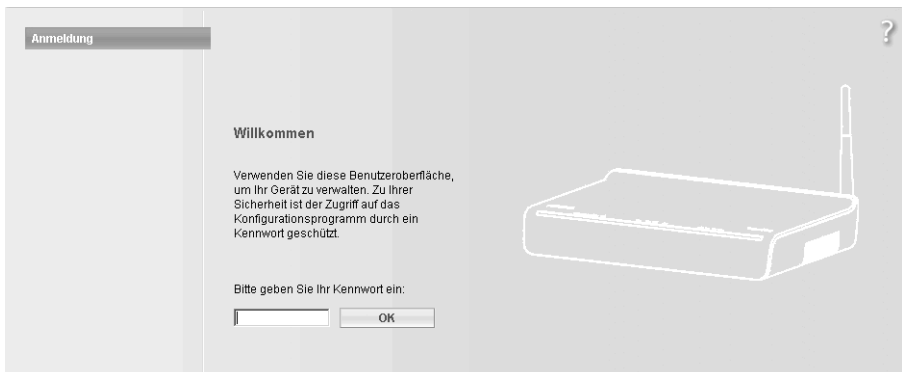 Anmeldung
?
Willkommen
Verwenden Sie diese Benutzeroberfläche,
um Ihr Gerät zu verwalten. Zu Ihrer
Sicherheit ist der Zugriff auf das
Konfigurationsprogramm durch ein
Kennwort geschützt.
Bitte geben Sie Ihr Kennwort ein:
OK